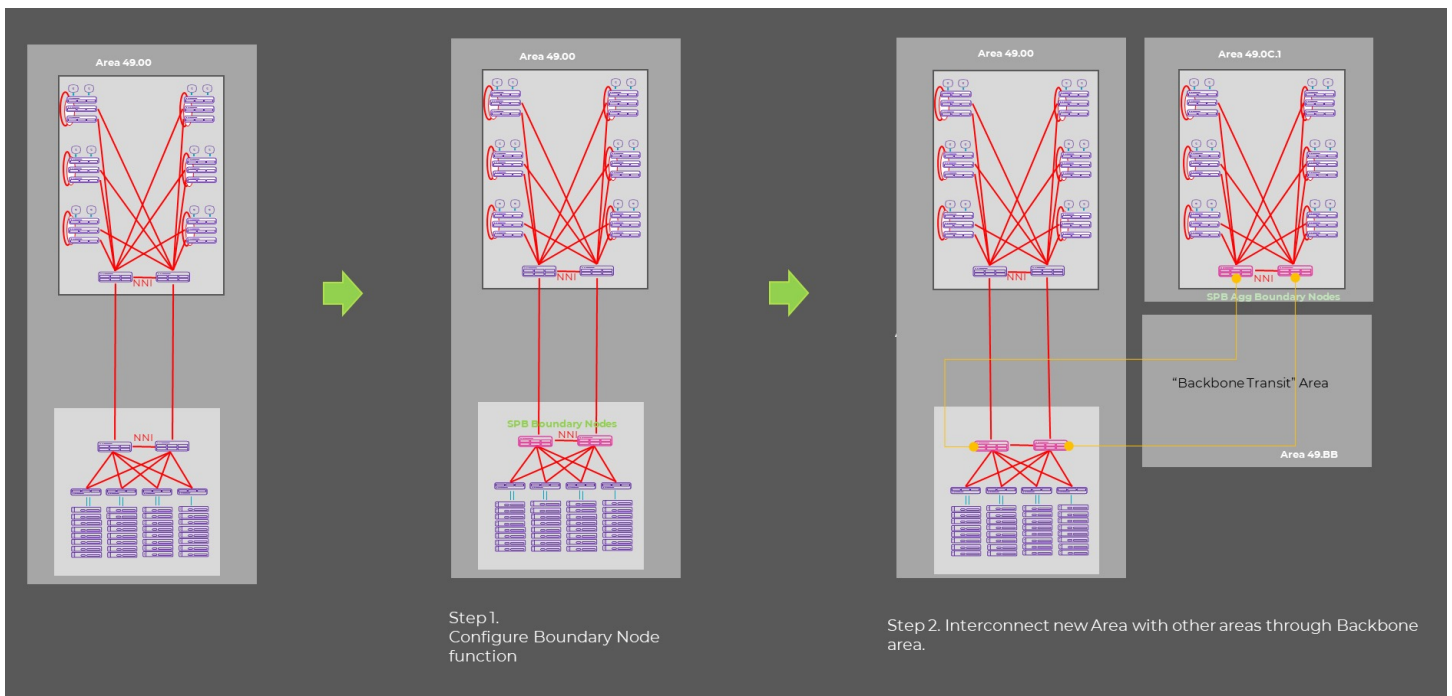 Area 49.00
NNI
NNI
Area 49.00
NNI
SPB Boundary Nodes
NNI
Step 1.
Configure Boundary Node
function
Area 49.00
NNI
Area 49.0C.1
NNI
SPB Agg Boundary Nodes
"Backbone Transit" Area
Area 49.BB
Step 2. Interconnect new Area with other areas through Backbone
area.